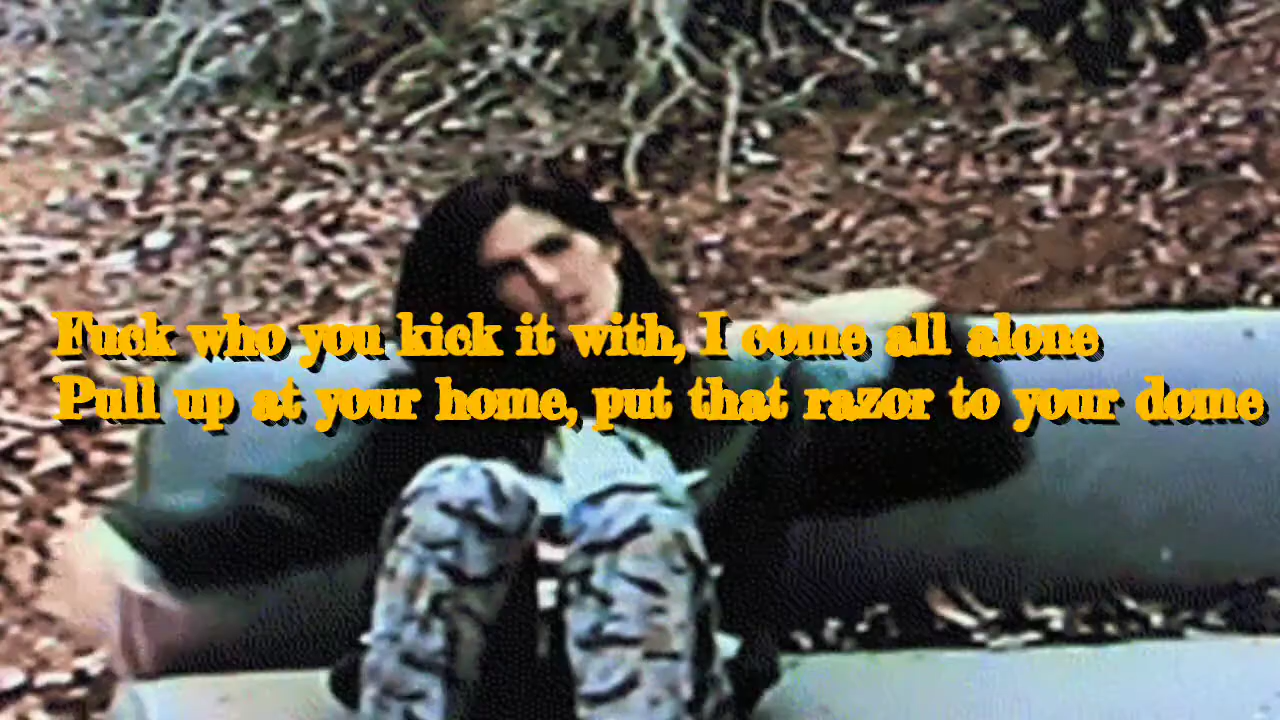 Fuck who you kick it with, I come all alone
Pull up at your home, put that razor to your dome